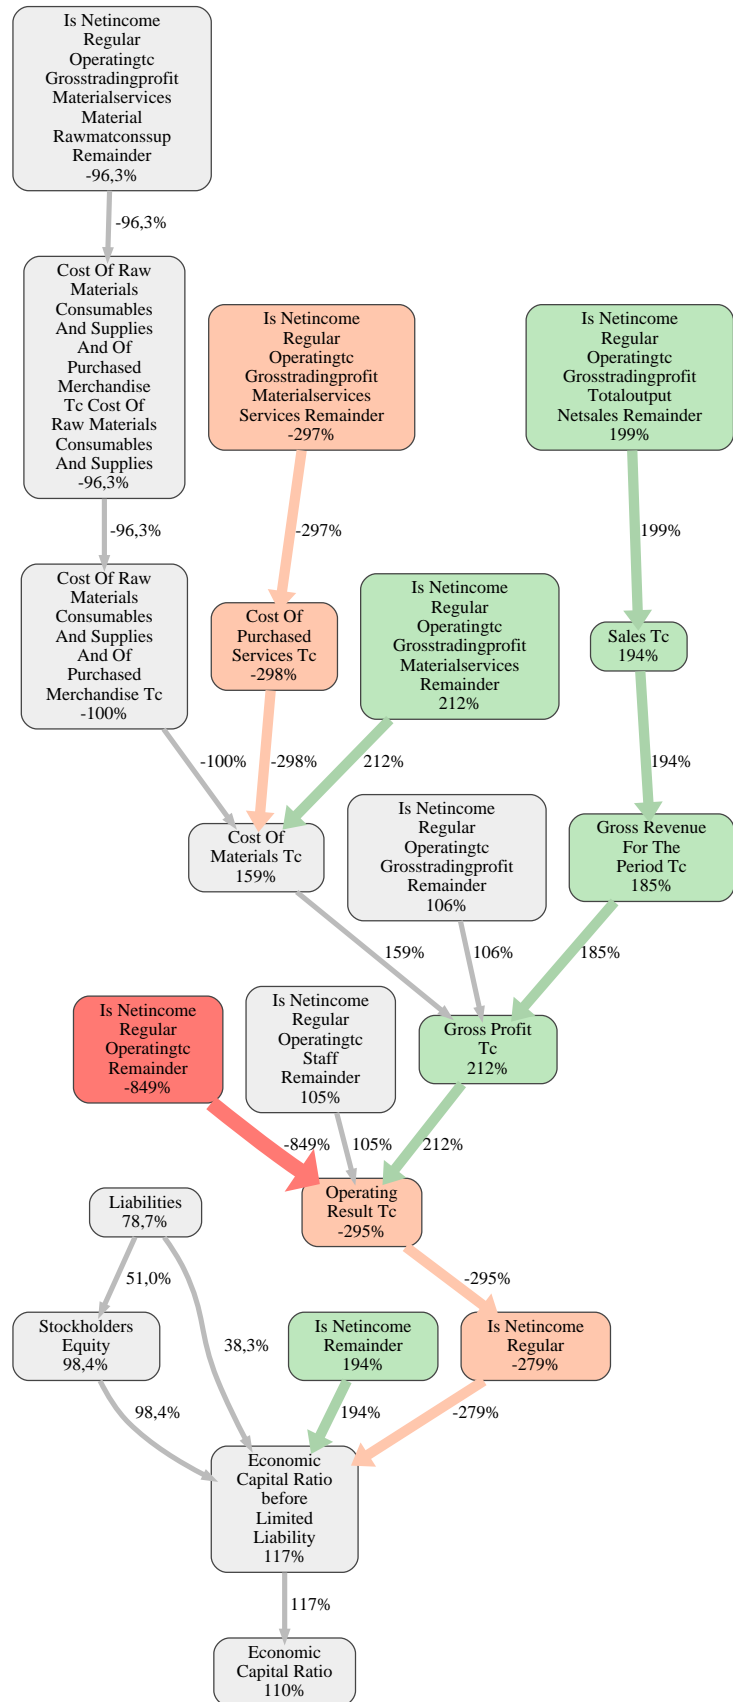 Is Netincome
Regular
Operatingtc
Grosstradingprofit
Materialservices
Material
Rawmatconssup
Remainder
-96,3%
-96,3%
Cost Of Raw
Materials
Consumables
And Supplies
And Of
Purchased
Merchandise
Tc Cost Of
Raw Materials
Consumables
And Supplies
-96,3%
Is Netincome
Regular
Operatingtc
Grosstradingprofit
Materialservices
Services Remainder
-297%
Is Netincome
Regular
Operatingtc
Grosstradingprofit
Totaloutput
Netsales Remainder
199%
-96,3%
-297%
199%
Cost Of Raw
Materials
Consumables
And Supplies
And Of
Purchased
Merchandise Tc
-100%
Cost Of
Purchased
Services Tc
-298%
Is Netincome
Regular
Operatingtc
Grosstradingprofit
Materialservices
Remainder
212%
Sales Tc
194%
-100%
-298%
212%
194%
Cost Of
Materials Tc
159%
Is Netincome
Regular
Operatingtc
Grosstradingprofit
Remainder
106%
Gross Revenue
For The
Period Tc
185%
159%
106%
185%
Is Netincome
Regular
Operatingtc
Remainder
-849%
Is Netincome
Regular
Operatingtc
Staff
Remainder
105%
Gross Profit
Tc
212%
-849%
105%
212%
Liabilities
78,7%
Operating
Result Tc
-295%
51,0%
-295%
Stockholders
Equity
98,4%
38,3%
Is Netincome
Remainder
194%
Is Netincome
Regular
-279%
98,4%
194%
-279%
Economic
Capital Ratio
before
Limited
Liability
117%
117%
Economic
Capital Ratio
110%